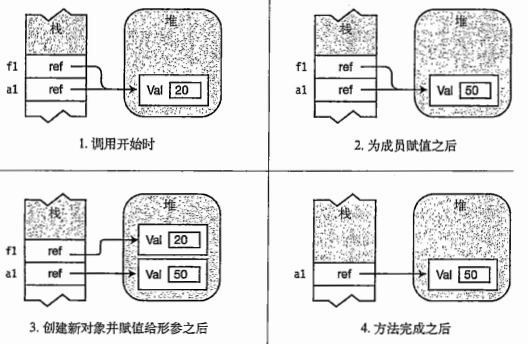 栈
堆
f1 ref
a1 ref
Val 20
1. 调用开始时
栈
堆
f1 ref
a1 ref
Val 50
2. 为成员赋值之后
栈
堆
Val 20
f1 ref
a1 ref
Val 50
3. 创建新对象并赋值给形参之后
栈
堆
a1 ref
Val 50
4. 方法完成之后